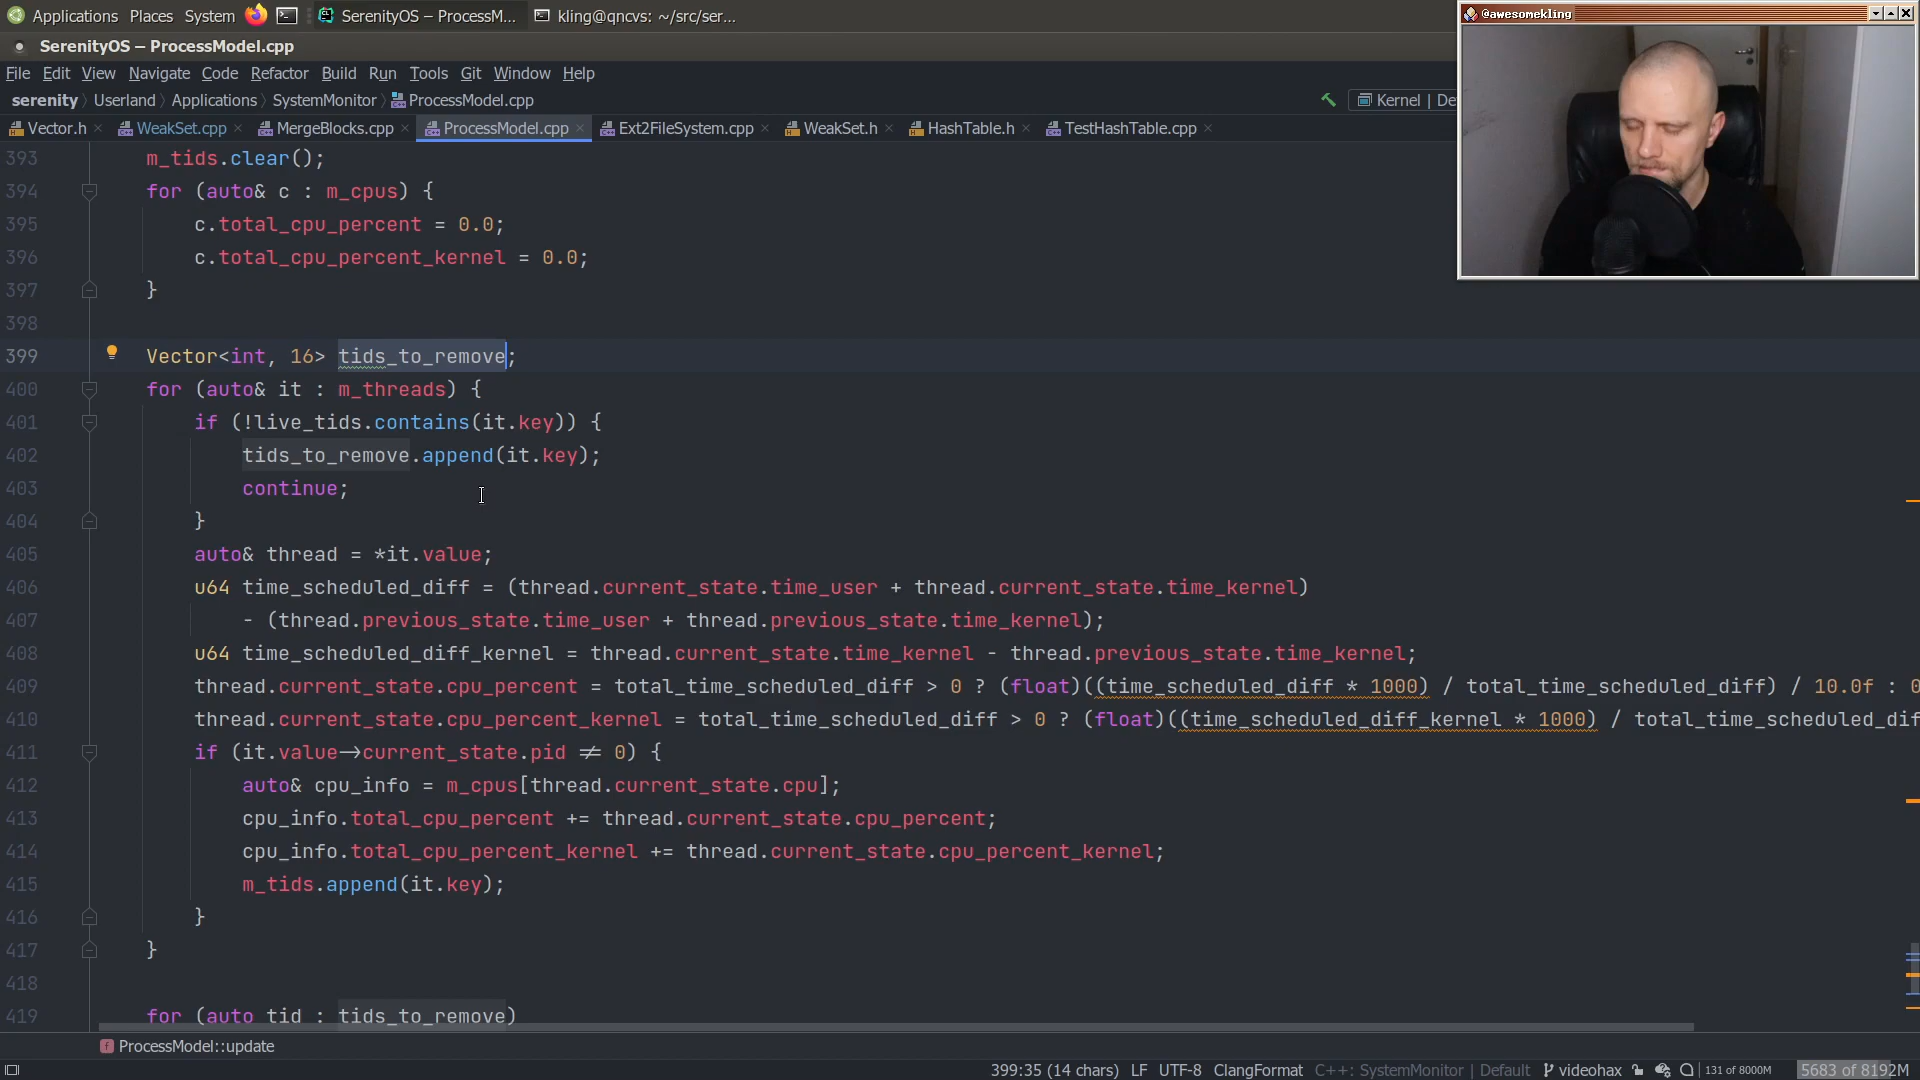 Applications Places System SerenityOS – ProcessM... kling@qncvs: ~/src/ser...
@awesomekling
SerenityOS – ProcessModel.cpp
File Edit View Navigate Code Refactor Build Run Tools Git Window Help
serenity Userland Applications SystemMonitor ProcessModel.cpp Kernel | De
Vector.h WeakSet.cpp MergeBlocks.cpp ProcessModel.cpp Ext2FileSystem.cpp WeakSet.h HashTable.h TestHashTable.cpp
393 m_tids.clear();
394 for (auto& c : m_cpus) {
395 c.total_cpu_percent = 0.0;
396 c.total_cpu_percent_kernel = 0.0;
397 }
398
399 Vector<int, 16> tids_to_remove;
400 for (auto& it : m_threads) {
401 if (!live_tids.contains(it.key)) {
402 tids_to_remove.append(it.key);
403 continue;
404 }
405 auto& thread = *it.value;
406 u64 time_scheduled_diff = (thread.current_state.time_user + thread.current_state.time_kernel)
407 - (thread.previous_state.time_user + thread.previous_state.time_kernel);
408 u64 time_scheduled_diff_kernel = thread.current_state.time_kernel - thread.previous_state.time_kernel;
409 thread.current_state.cpu_percent = total_time_scheduled_diff > 0 ? (float)((time_scheduled_diff * 1000) / total_time_scheduled_diff) / 10.0f : 0
410 thread.current_state.cpu_percent_kernel = total_time_scheduled_diff > 0 ? (float)((time_scheduled_diff_kernel * 1000) / total_time_scheduled_dif
411 if (it.value→current_state.pid ≠ 0) {
412 auto& cpu_info = m_cpus[thread.current_state.cpu];
413 cpu_info.total_cpu_percent += thread.current_state.cpu_percent;
414 cpu_info.total_cpu_percent_kernel += thread.current_state.cpu_percent_kernel;
415 m_tids.append(it.key);
416 }
417 }
418
419 for (auto tid : tids_to_remove)
f ProcessModel::update
399:35 (14 chars) LF UTF-8 ClangFormat C++: SystemMonitor | Default videohax 131 of 8000M 5683 of 8192M